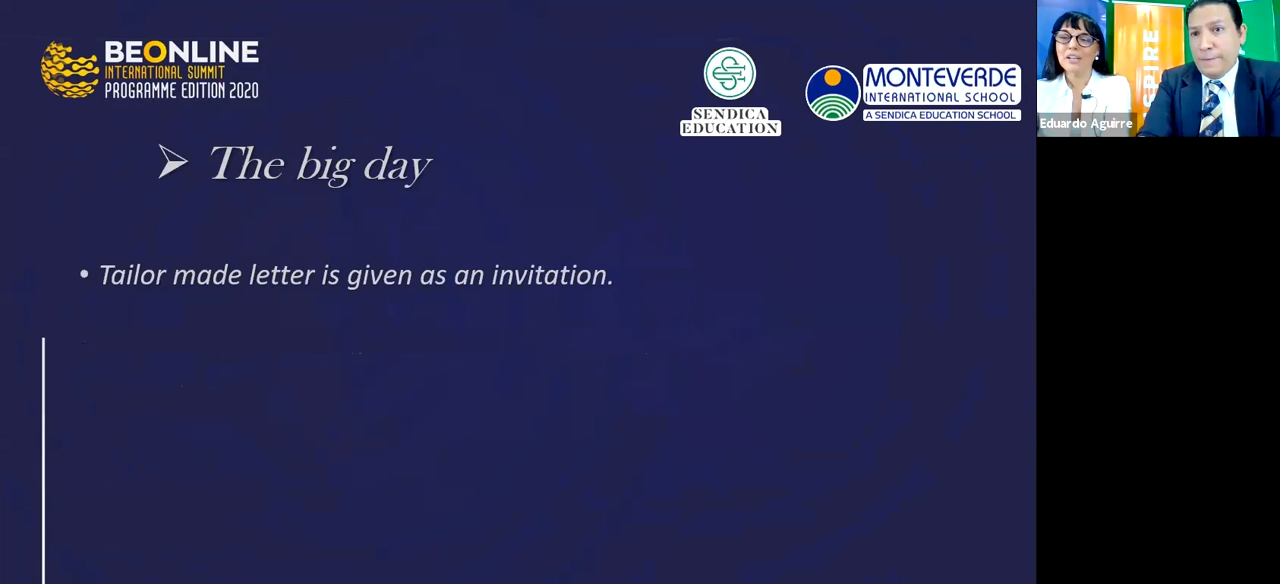 BEONLINE
INTERNATIONAL SUMMIT
PROGRAMME EDITION 2020
SENDICA
EDUCATION
MONTEVERDE
INTERNATIONAL SCHOOL
A SENDICA EDUCATION SCHOOL
Eduardo Aguirre
➢ The big day
• Tailor made letter is given as an invitation.